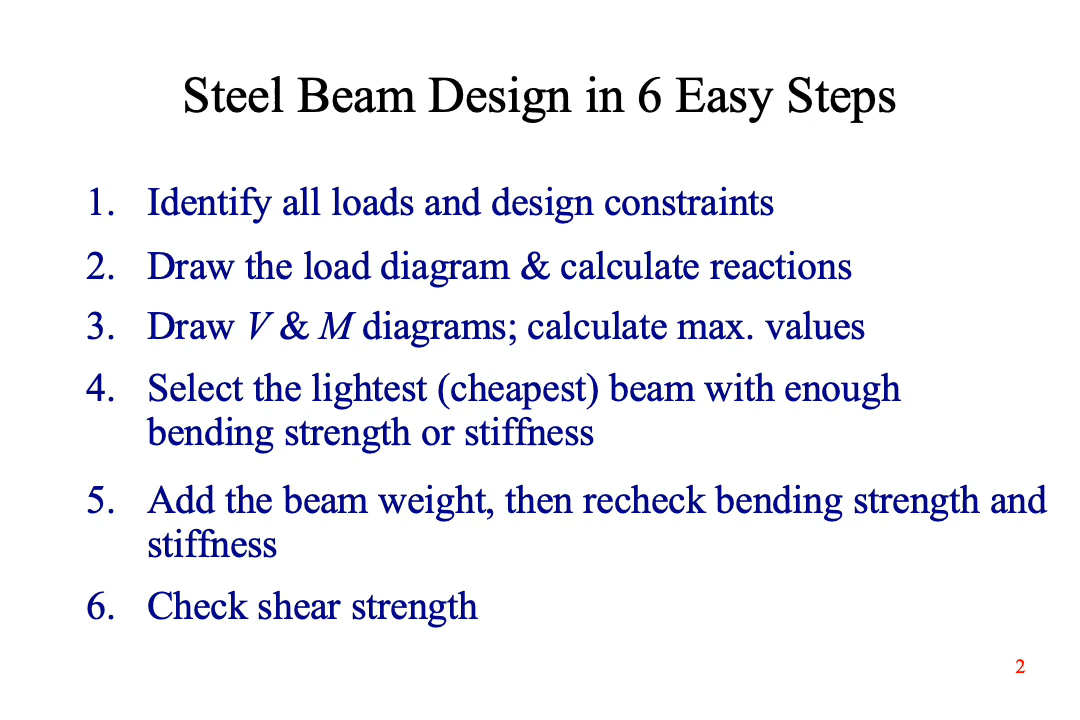 Steel Beam Design in 6 Easy Steps
1. Identify all loads and design constraints
2. Draw the load diagram & calculate reactions
3. Draw V & M diagrams; calculate max. values
4. Select the lightest (cheapest) beam with enough
bending strength or stiffness
5. Add the beam weight, then recheck bending strength and
stiffness
6. Check shear strength
2